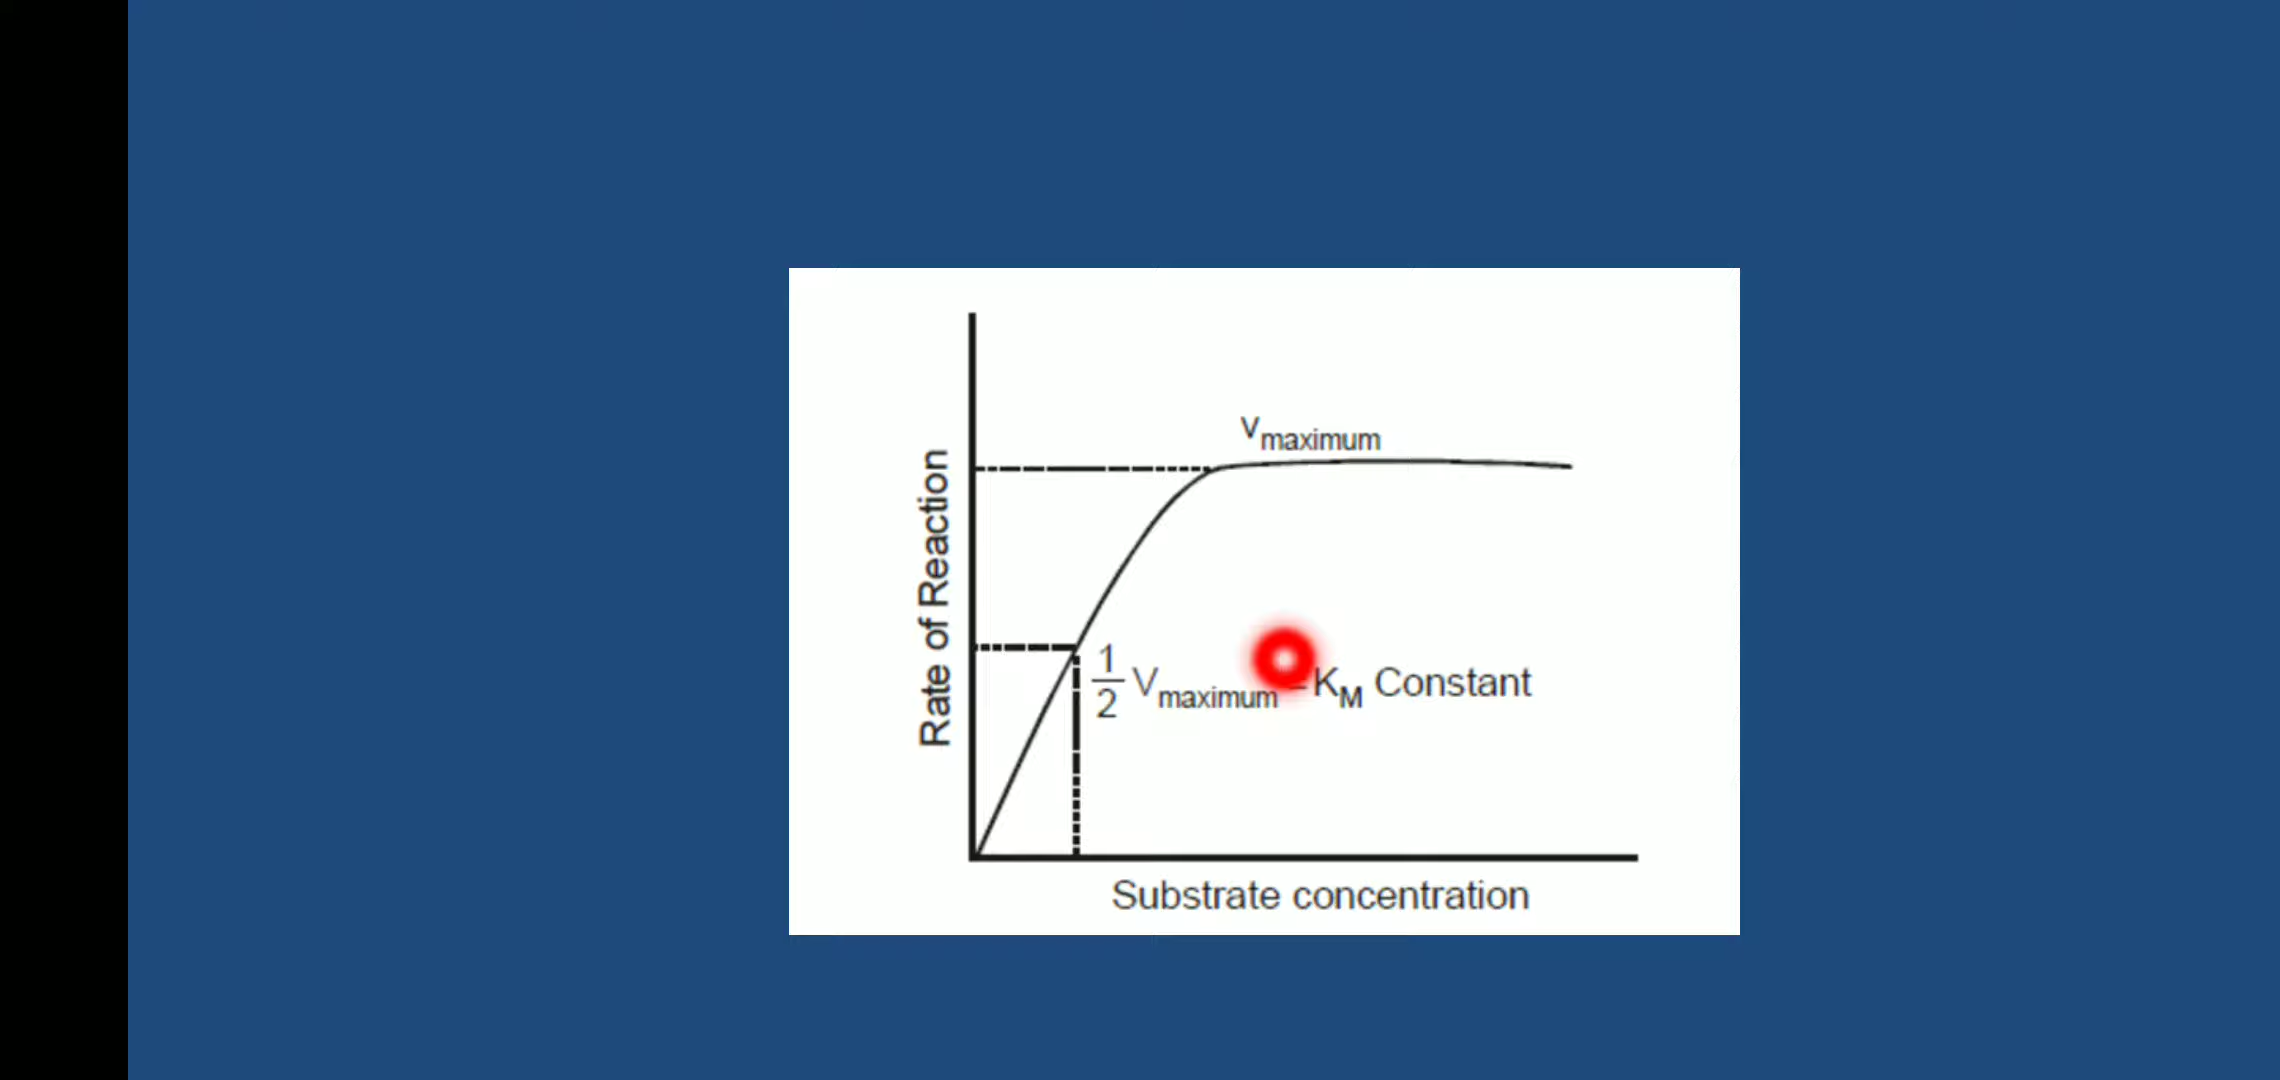 Vmaximum
Rate of Reaction
1/2 Vmaximum = KM Constant
Substrate concentration